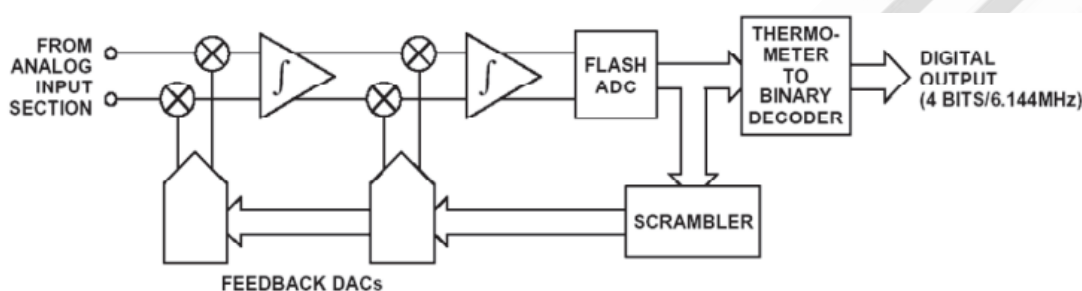 FROM
ANALOG
INPUT
SECTION
∫
∫
FLASH
ADC
THERMO-
METER
TO
BINARY
DECODER
DIGITAL
OUTPUT
(4 BITS/6.144MHz)
SCRAMBLER
FEEDBACK DACs